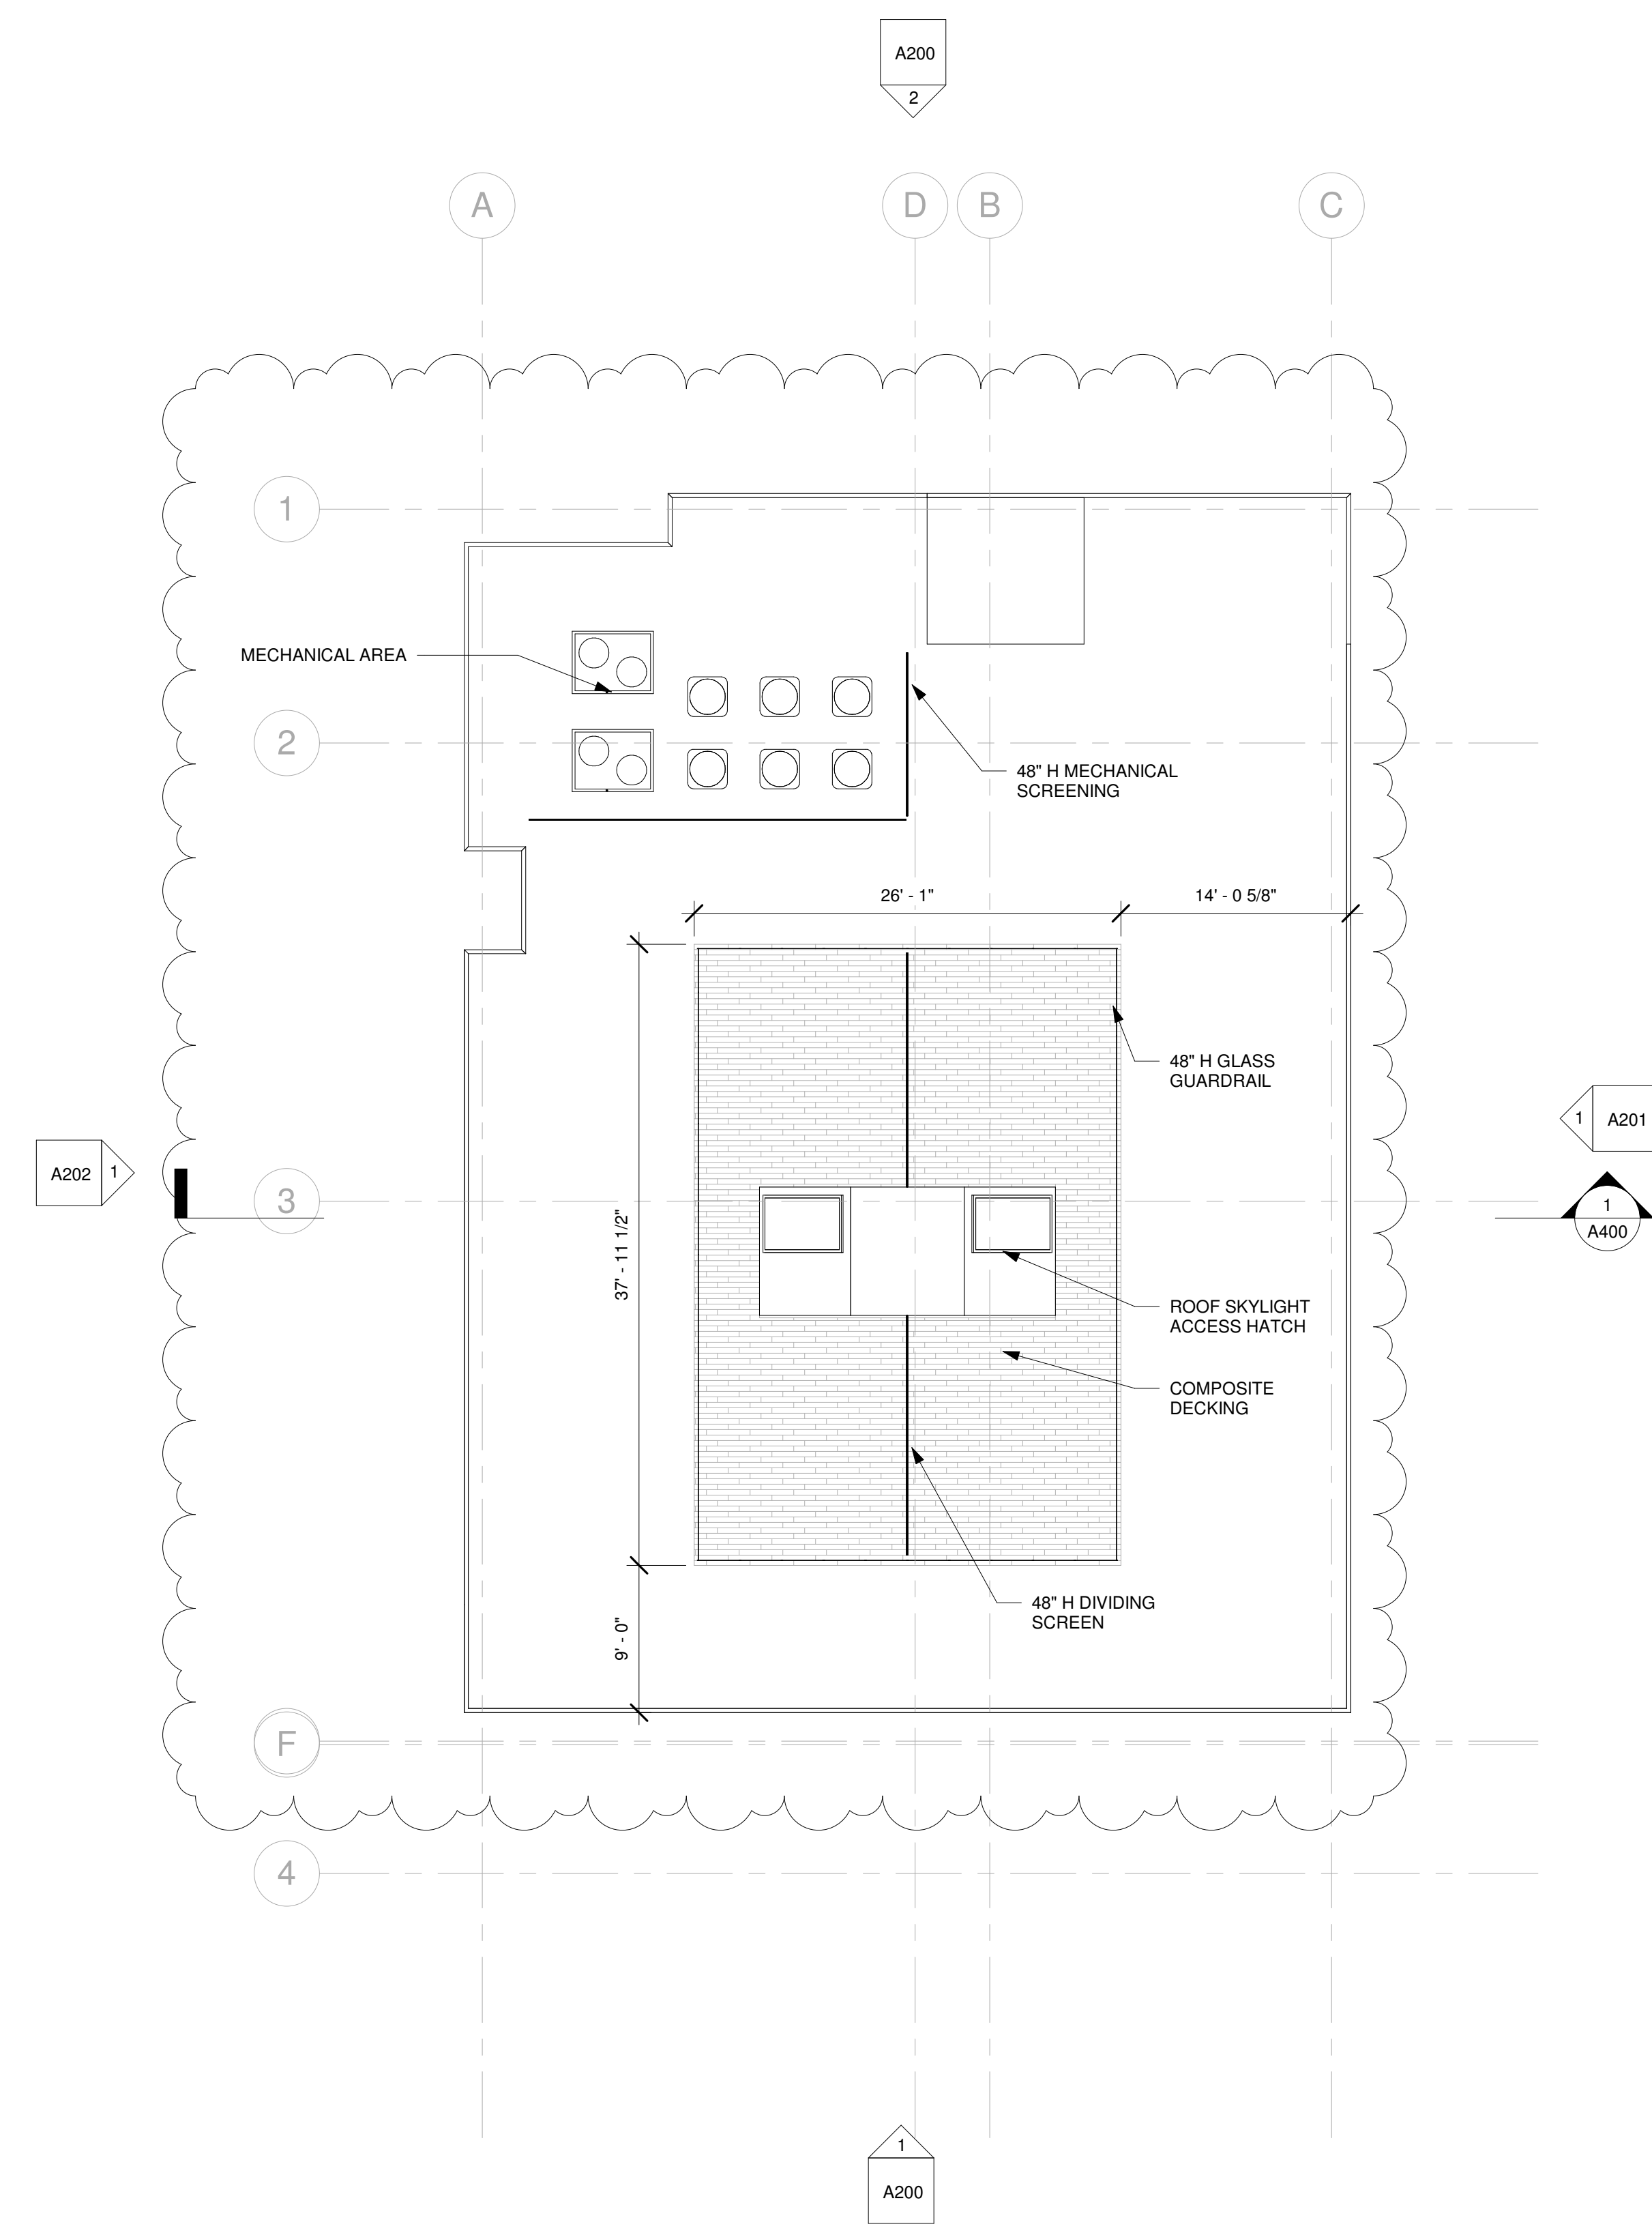 A200
2
A
D
B
C
1
MECHANICAL AREA
2
48" H MECHANICAL
SCREENING
26' - 1"
14' - 0 5/8"
48" H GLASS
GUARDRAIL
1
A201
A202
1
3
37' - 11 1/2"
1
A400
ROOF SKYLIGHT
ACCESS HATCH
COMPOSITE
DECKING
48" H DIVIDING
SCREEN
9' - 0"
F
4
1
A200